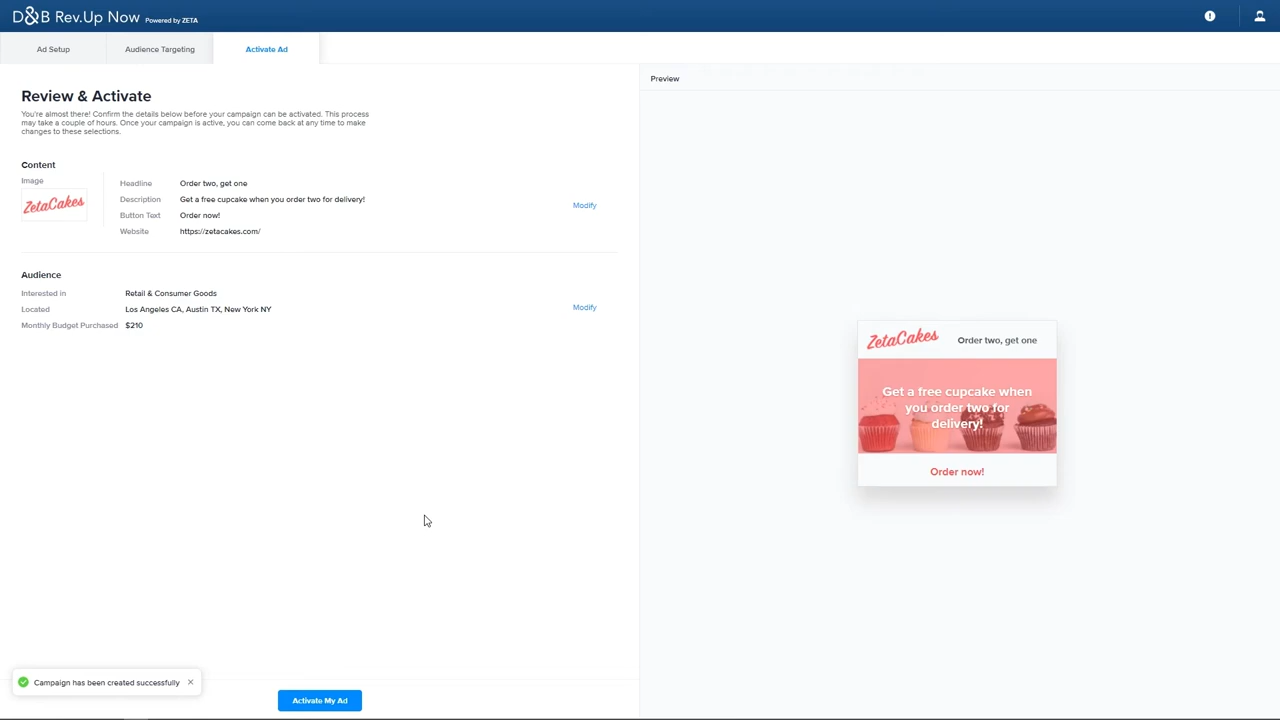 D&B Rev.Up Now Powered by ZETA
Ad Setup
Audience Targeting
Activate Ad
Review & Activate
You're almost there! Confirm the details below before your campaign can be activated. This process
may take a couple of hours. Once your campaign is active, you can come back at any time to make
changes to these selections.
Content
Image
ZetaCakes
Headline Order two, get one
Description Get a free cupcake when you order two for delivery!
Button Text Order now!
Website https://zetacakes.com/
Modify
Audience
Interested in Retail & Consumer Goods
Located Los Angeles CA, Austin TX, New York NY
Monthly Budget Purchased $210
Modify
Campaign has been created successfully
Activate My Ad
Preview
ZetaCakes
Order two, get one
Get a free cupcake when
you order two for
delivery!
Order now!